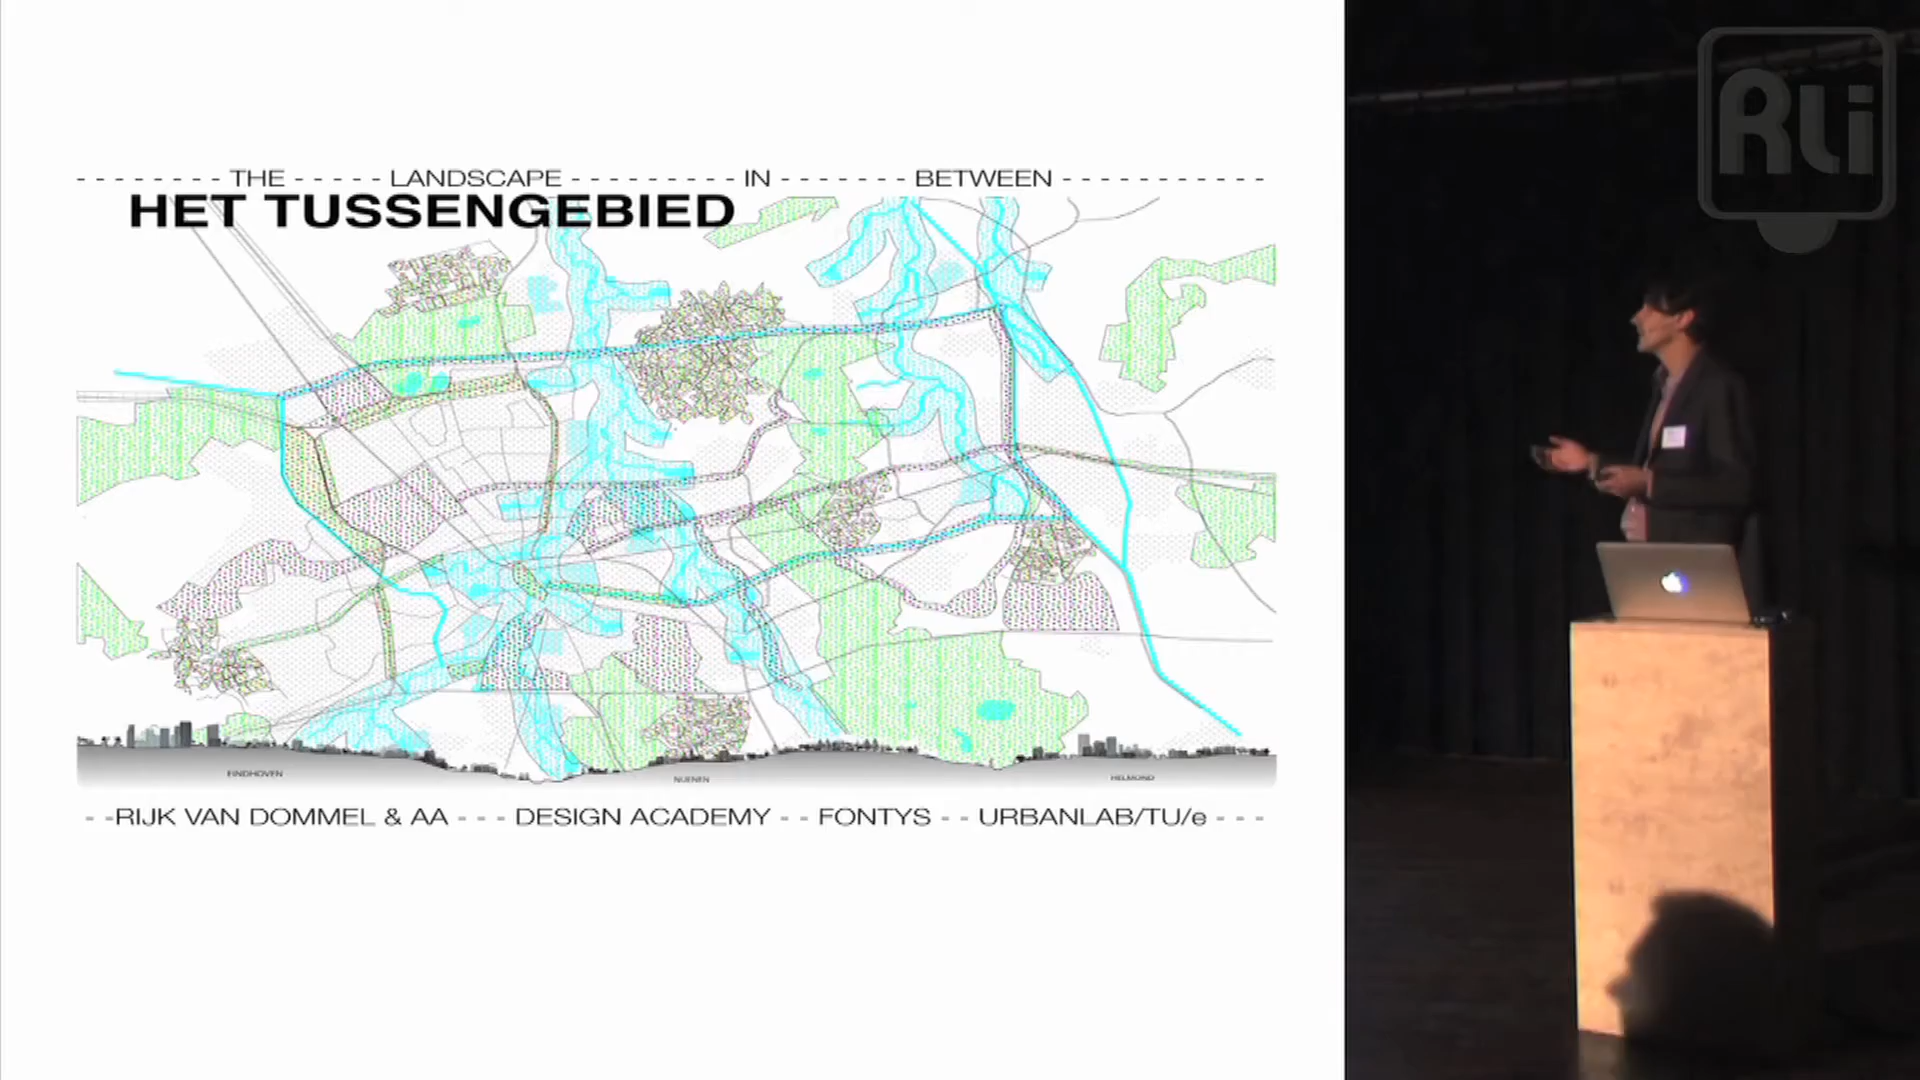 THE LANDSCAPE IN BETWEEN
HET TUSSENGEBIED
EINDHOVEN
NUENEN
HELMOND
- -RIJK VAN DOMMEL & AA - - - DESIGN ACADEMY - - FONTYS - - URBANLAB/TU/e - - -
RLi